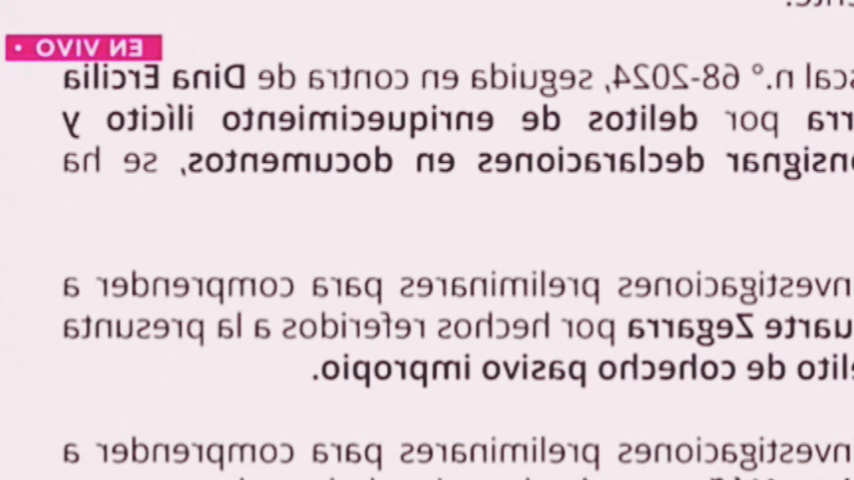 EN VIVO •
scal n.° 68-2024, seguida en contra de Dina Ercilia
rra por delitos de enriquecimiento ilícito y
onsignar declaraciones en documentos, se ha
nvestigaciones preliminares para comprender a
uarte Zegarra por hechos referidos a la presunta
elito de cohecho pasivo impropio.
nvestigaciones preliminares para comprender a